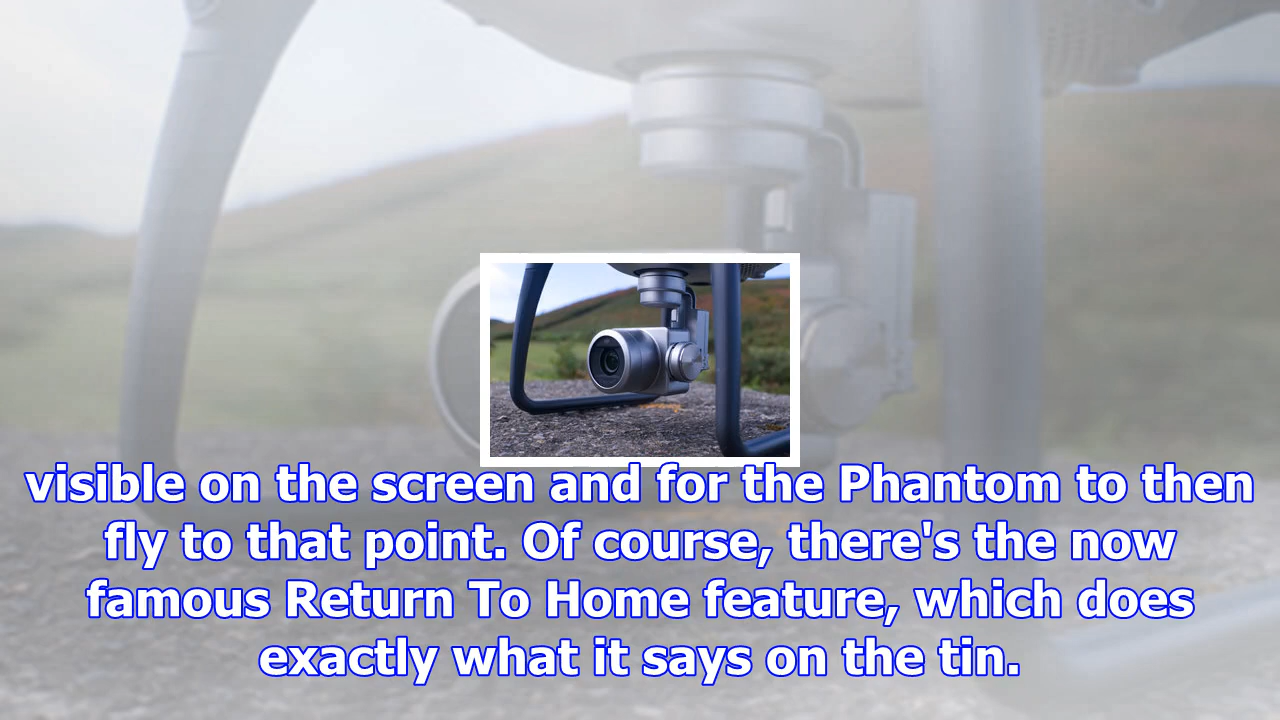 visible on the screen and for the Phantom to then
fly to that point. Of course, there's the now
famous Return To Home feature, which does
exactly what it says on the tin.